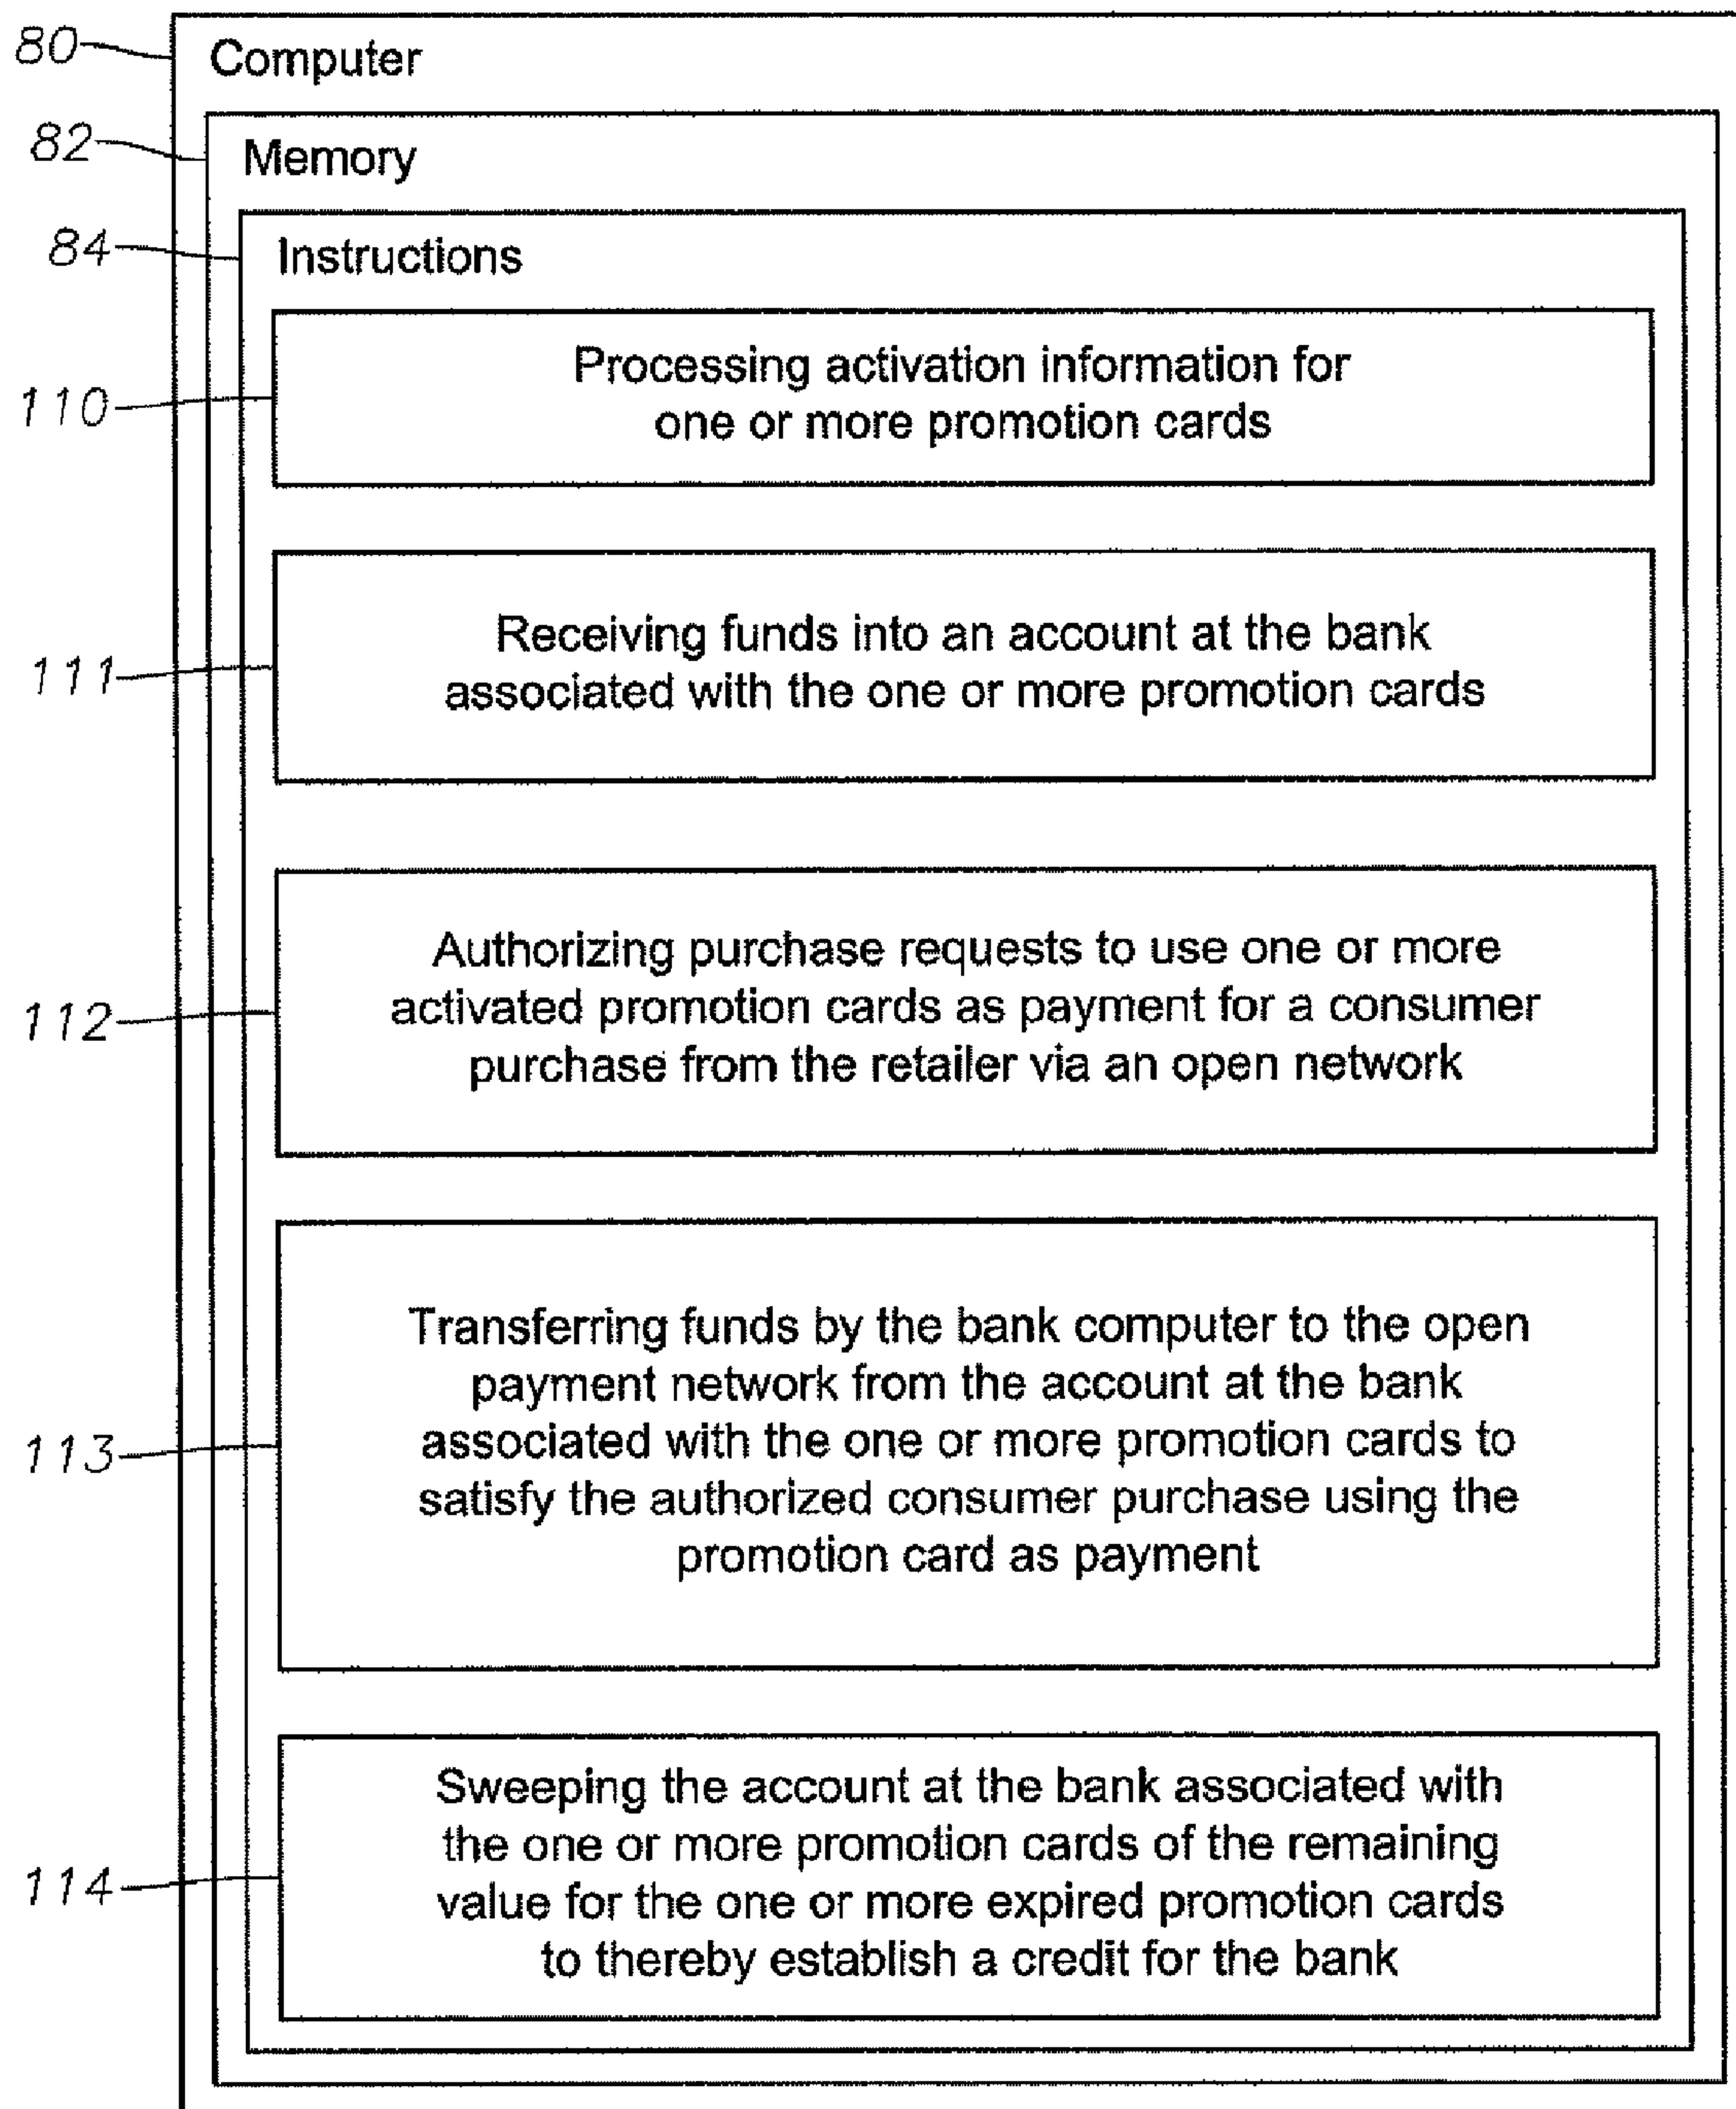 80 Computer
82 Memory
84 Instructions
Processing activation information for
110 one or more promotion cards
Receiving funds into an account at the bank
111 associated with the one or more promotion cards
Authorizing purchase requests to use one or more
112 activated promotion cards as payment for a consumer
purchase from the retailer via an open network
Transferring funds by the bank computer to the open
payment network from the account at the bank
113 associated with the one or more promotion cards to
satisfy the authorized consumer purchase using the
promotion card as payment
Sweeping the account at the bank associated with
the one or more promotion cards of the remaining
114 value for the one or more expired promotion cards
to thereby establish a credit for the bank